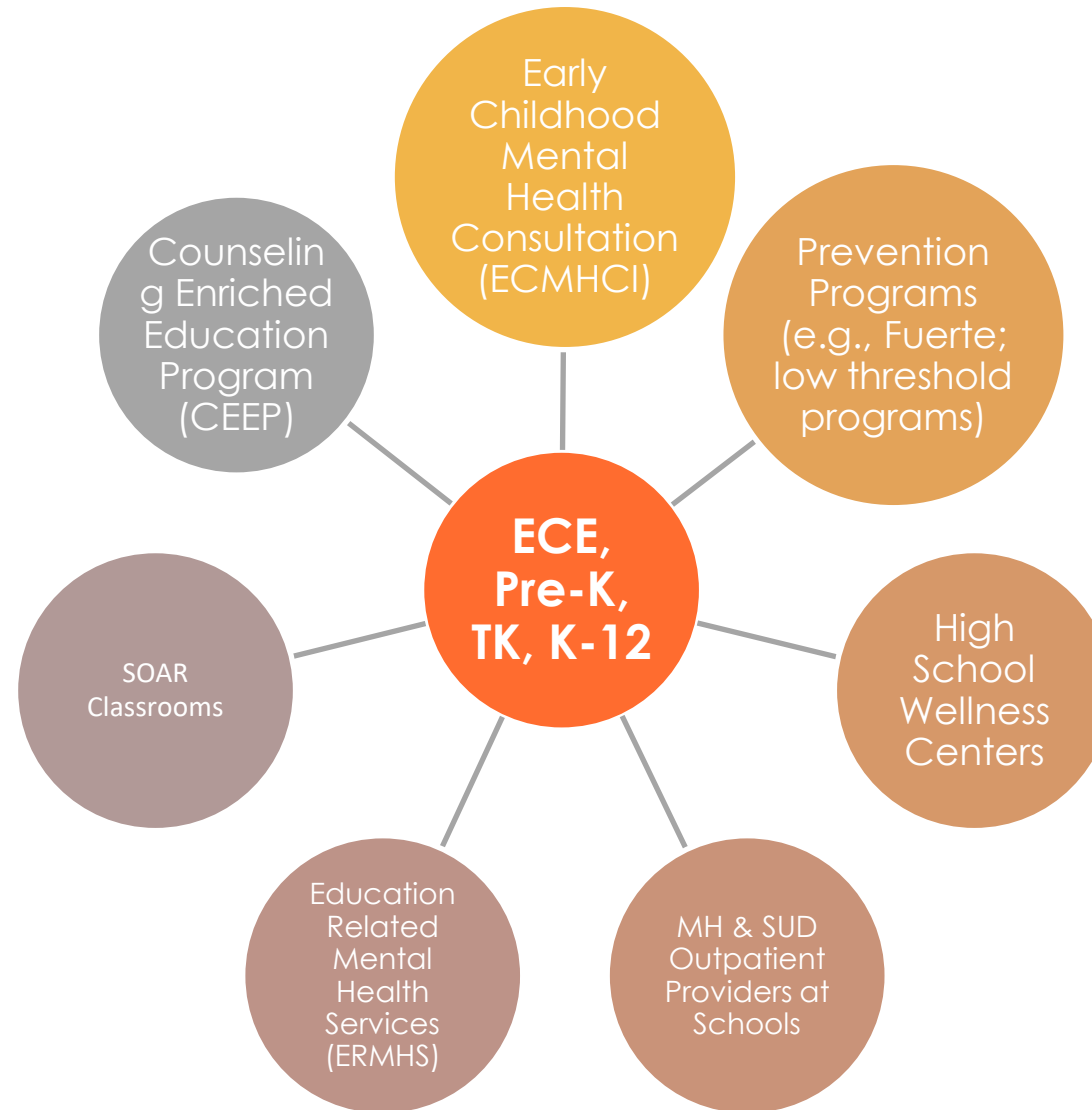 Early
Childhood
Mental
Health
Consultation
(ECMHCI)
Prevention
Programs
(e.g., Fuerte;
low threshold
programs)
High
School
Wellness
Centers
MH & SUD
Outpatient
Providers at
Schools
Education
Related
Mental
Health
Services
(ERMHS)
SOAR
Classrooms
Counselin
g Enriched
Education
Program
(CEEP)
ECE,
Pre-K,
TK, K-12